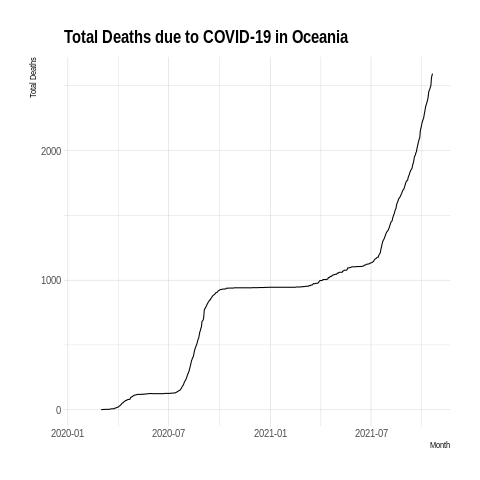 Total Deaths due to COVID-19 in Oceania
Total Deaths
2000
1000
0
2020-01 2020-07 2021-01 2021-07
Month